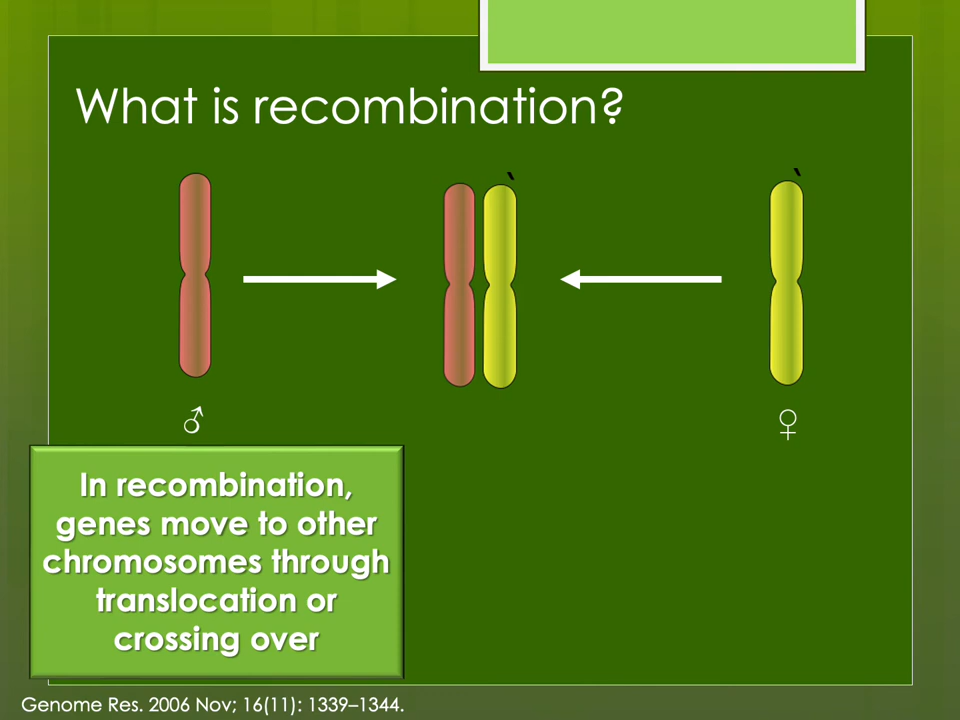 What is recombination?
`
`
♂
♀
In recombination,
genes move to other
chromosomes through
translocation or
crossing over
Genome Res. 2006 Nov; 16(11): 1339–1344.